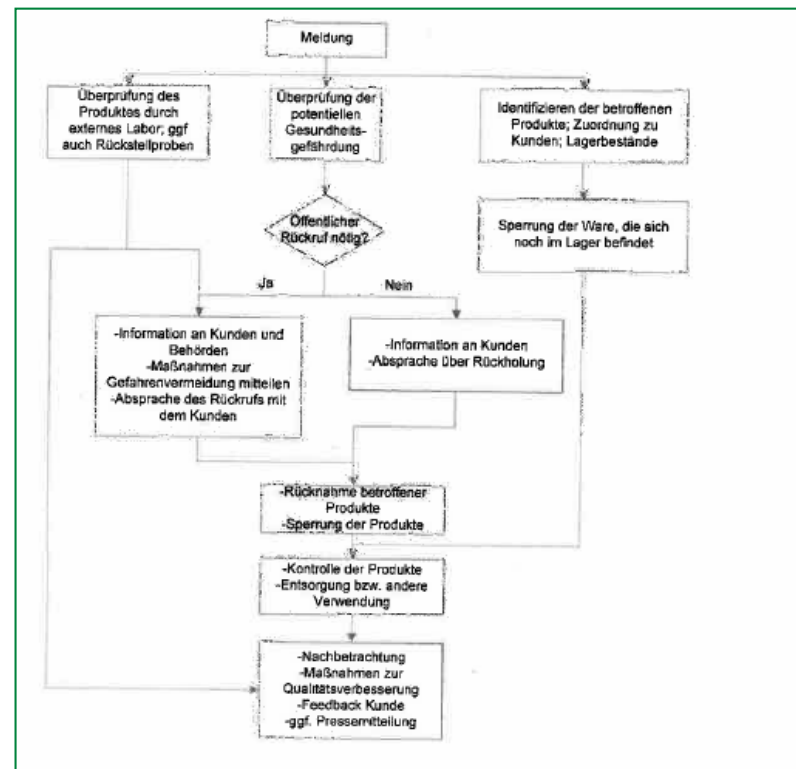 Meldung
Überprüfung des
Produktes durch
externes Labor; ggf
auch Rückstellproben
Überprüfung der
potentiellen
Gesundheits-
gefährdung
Identifizieren der betroffenen
Produkte; Zuordnung zu
Kunden; Lagerbestände
Öffentlicher
Rückruf nötig?
Sperrung der Ware, die sich
noch im Lager befindet
Ja
Nein
-Information an Kunden und
Behörden
-Maßnahmen zur
Gefahrenvermeidung mitteilen
-Absprache des Rückrufs mit
dem Kunden
-Information an Kunden
-Absprache über Rückholung
-Rücknahme betroffener
Produkte
-Sperrung der Produkte
-Kontrolle der Produkte
-Entsorgung bzw. andere
Verwendung
-Nachbetrachtung
-Maßnahmen zur
Qualitätsverbesserung
-Feedback Kunde
-ggf. Pressemitteilung